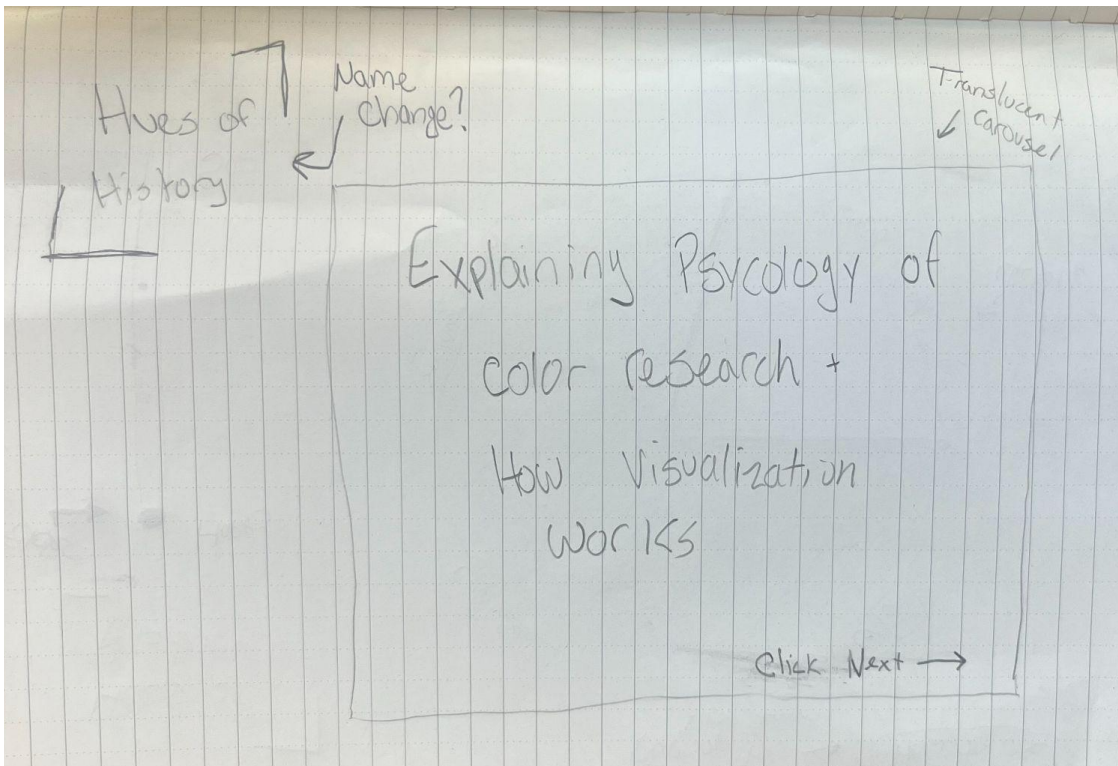 Hues of
History
Name
Change?
Translucent
Carousel
Explaining Psycology of
color research +
How Visualization
works
Click Next →